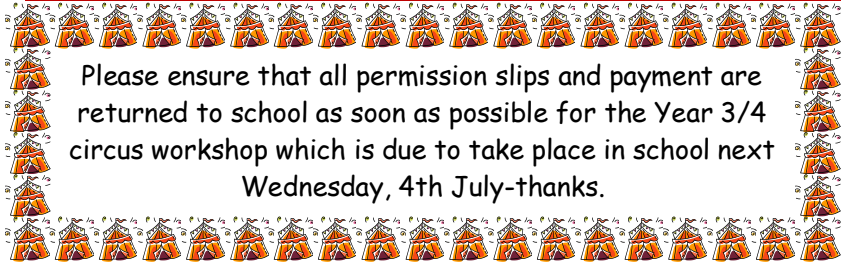 Please ensure that all permission slips and payment are
returned to school as soon as possible for the Year 3/4
circus workshop which is due to take place in school next
Wednesday, 4th July-thanks.